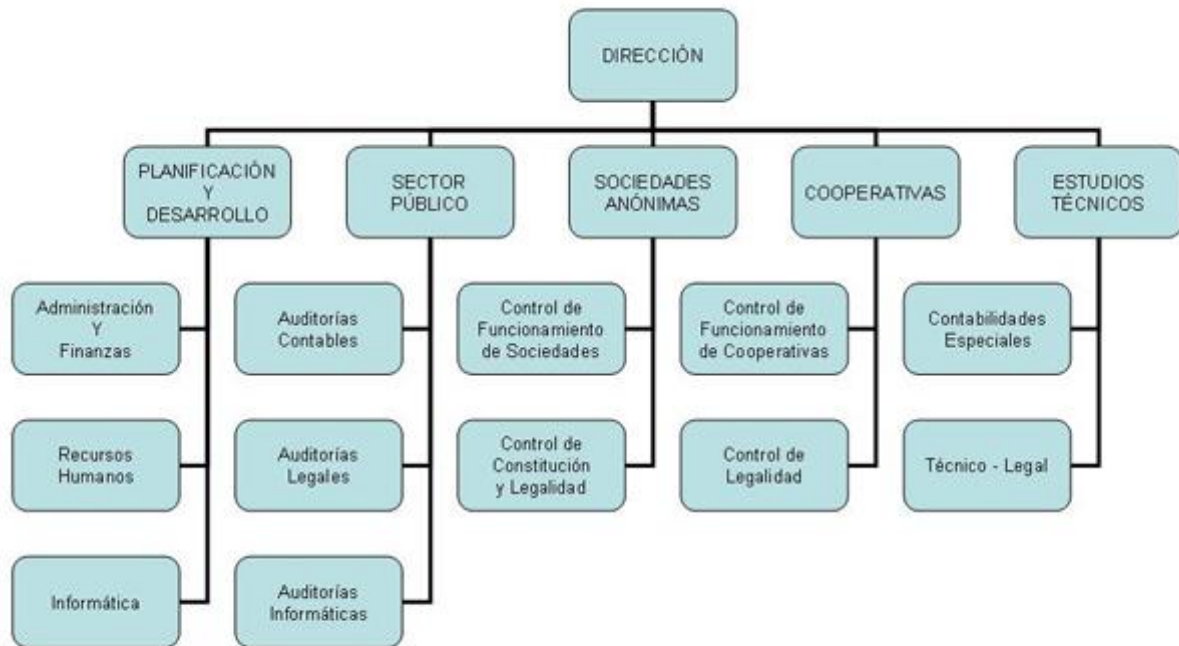 DIRECCIÓN
PLANIFICACIÓN
Y
DESARROLLO
SECTOR
PÚBLICO
SOCIEDADES
ANÓNIMAS
COOPERATIVAS
ESTUDIOS
TÉCNICOS
Administración
Y
Finanzas
Auditorías
Contables
Control de
Funcionamiento
de Sociedades
Control de
Funcionamiento
de Cooperativas
Contabilidades
Especiales
Recursos
Humanos
Auditorías
Legales
Control de
Constitución
y Legalidad
Control de
Legalidad
Técnico - Legal
Informática
Auditorías
Informáticas